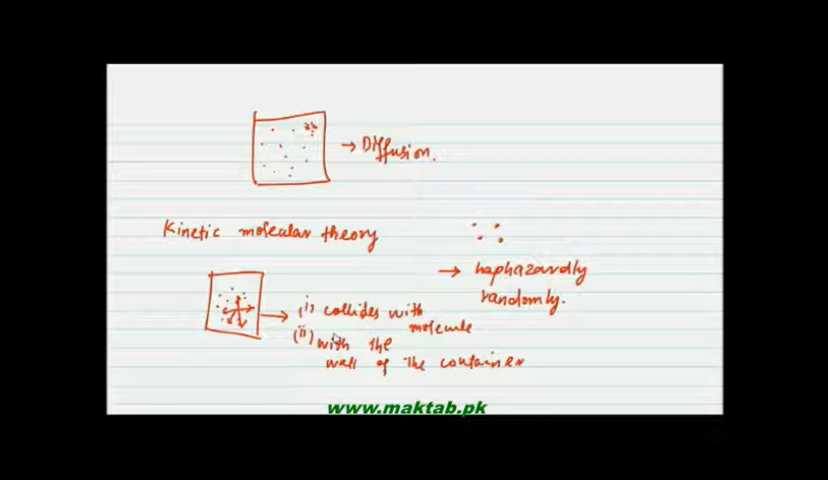 → Diffusion.
Kinetic molecular theory
→ haphazardly
randomly.
→ (i) collides with
molecule
(ii) with the
wall of the container
www.maktab.pk